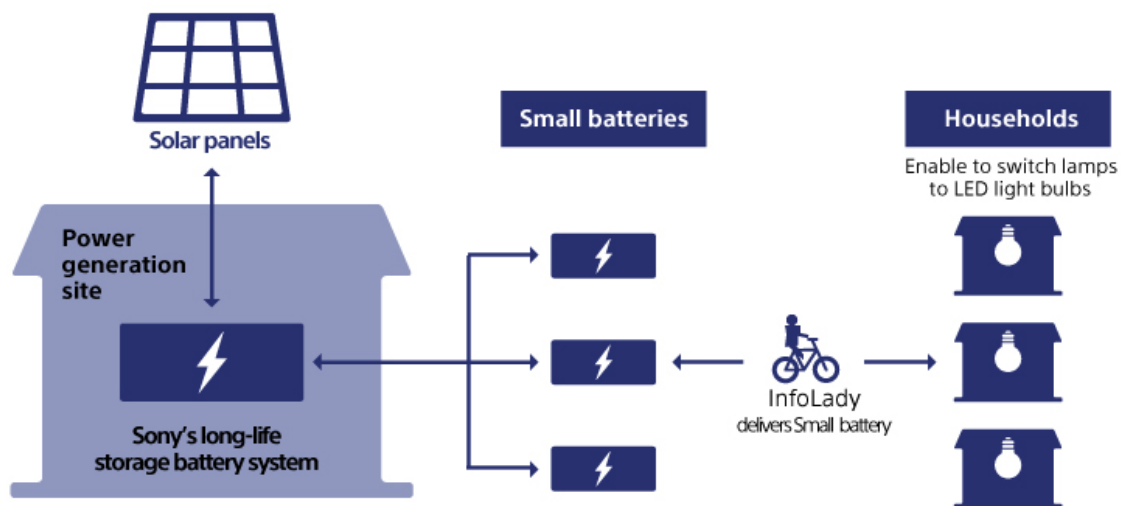 Solar panels
Power
generation
site
Sony's long-life
storage battery system
Small batteries
InfoLady
delivers Small battery
Households
Enable to switch lamps
to LED light bulbs